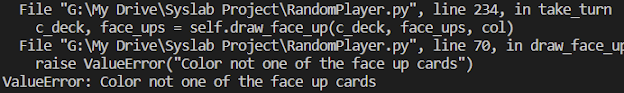 File "G:\My Drive\Syslab Project\RandomPlayer.py", line 234, in take_turn
c_deck, face_ups = self.draw_face_up(c_deck, face_ups, col)
File "G:\My Drive\Syslab Project\RandomPlayer.py", line 70, in draw_face_up
raise ValueError("Color not one of the face up cards")
ValueError: Color not one of the face up cards